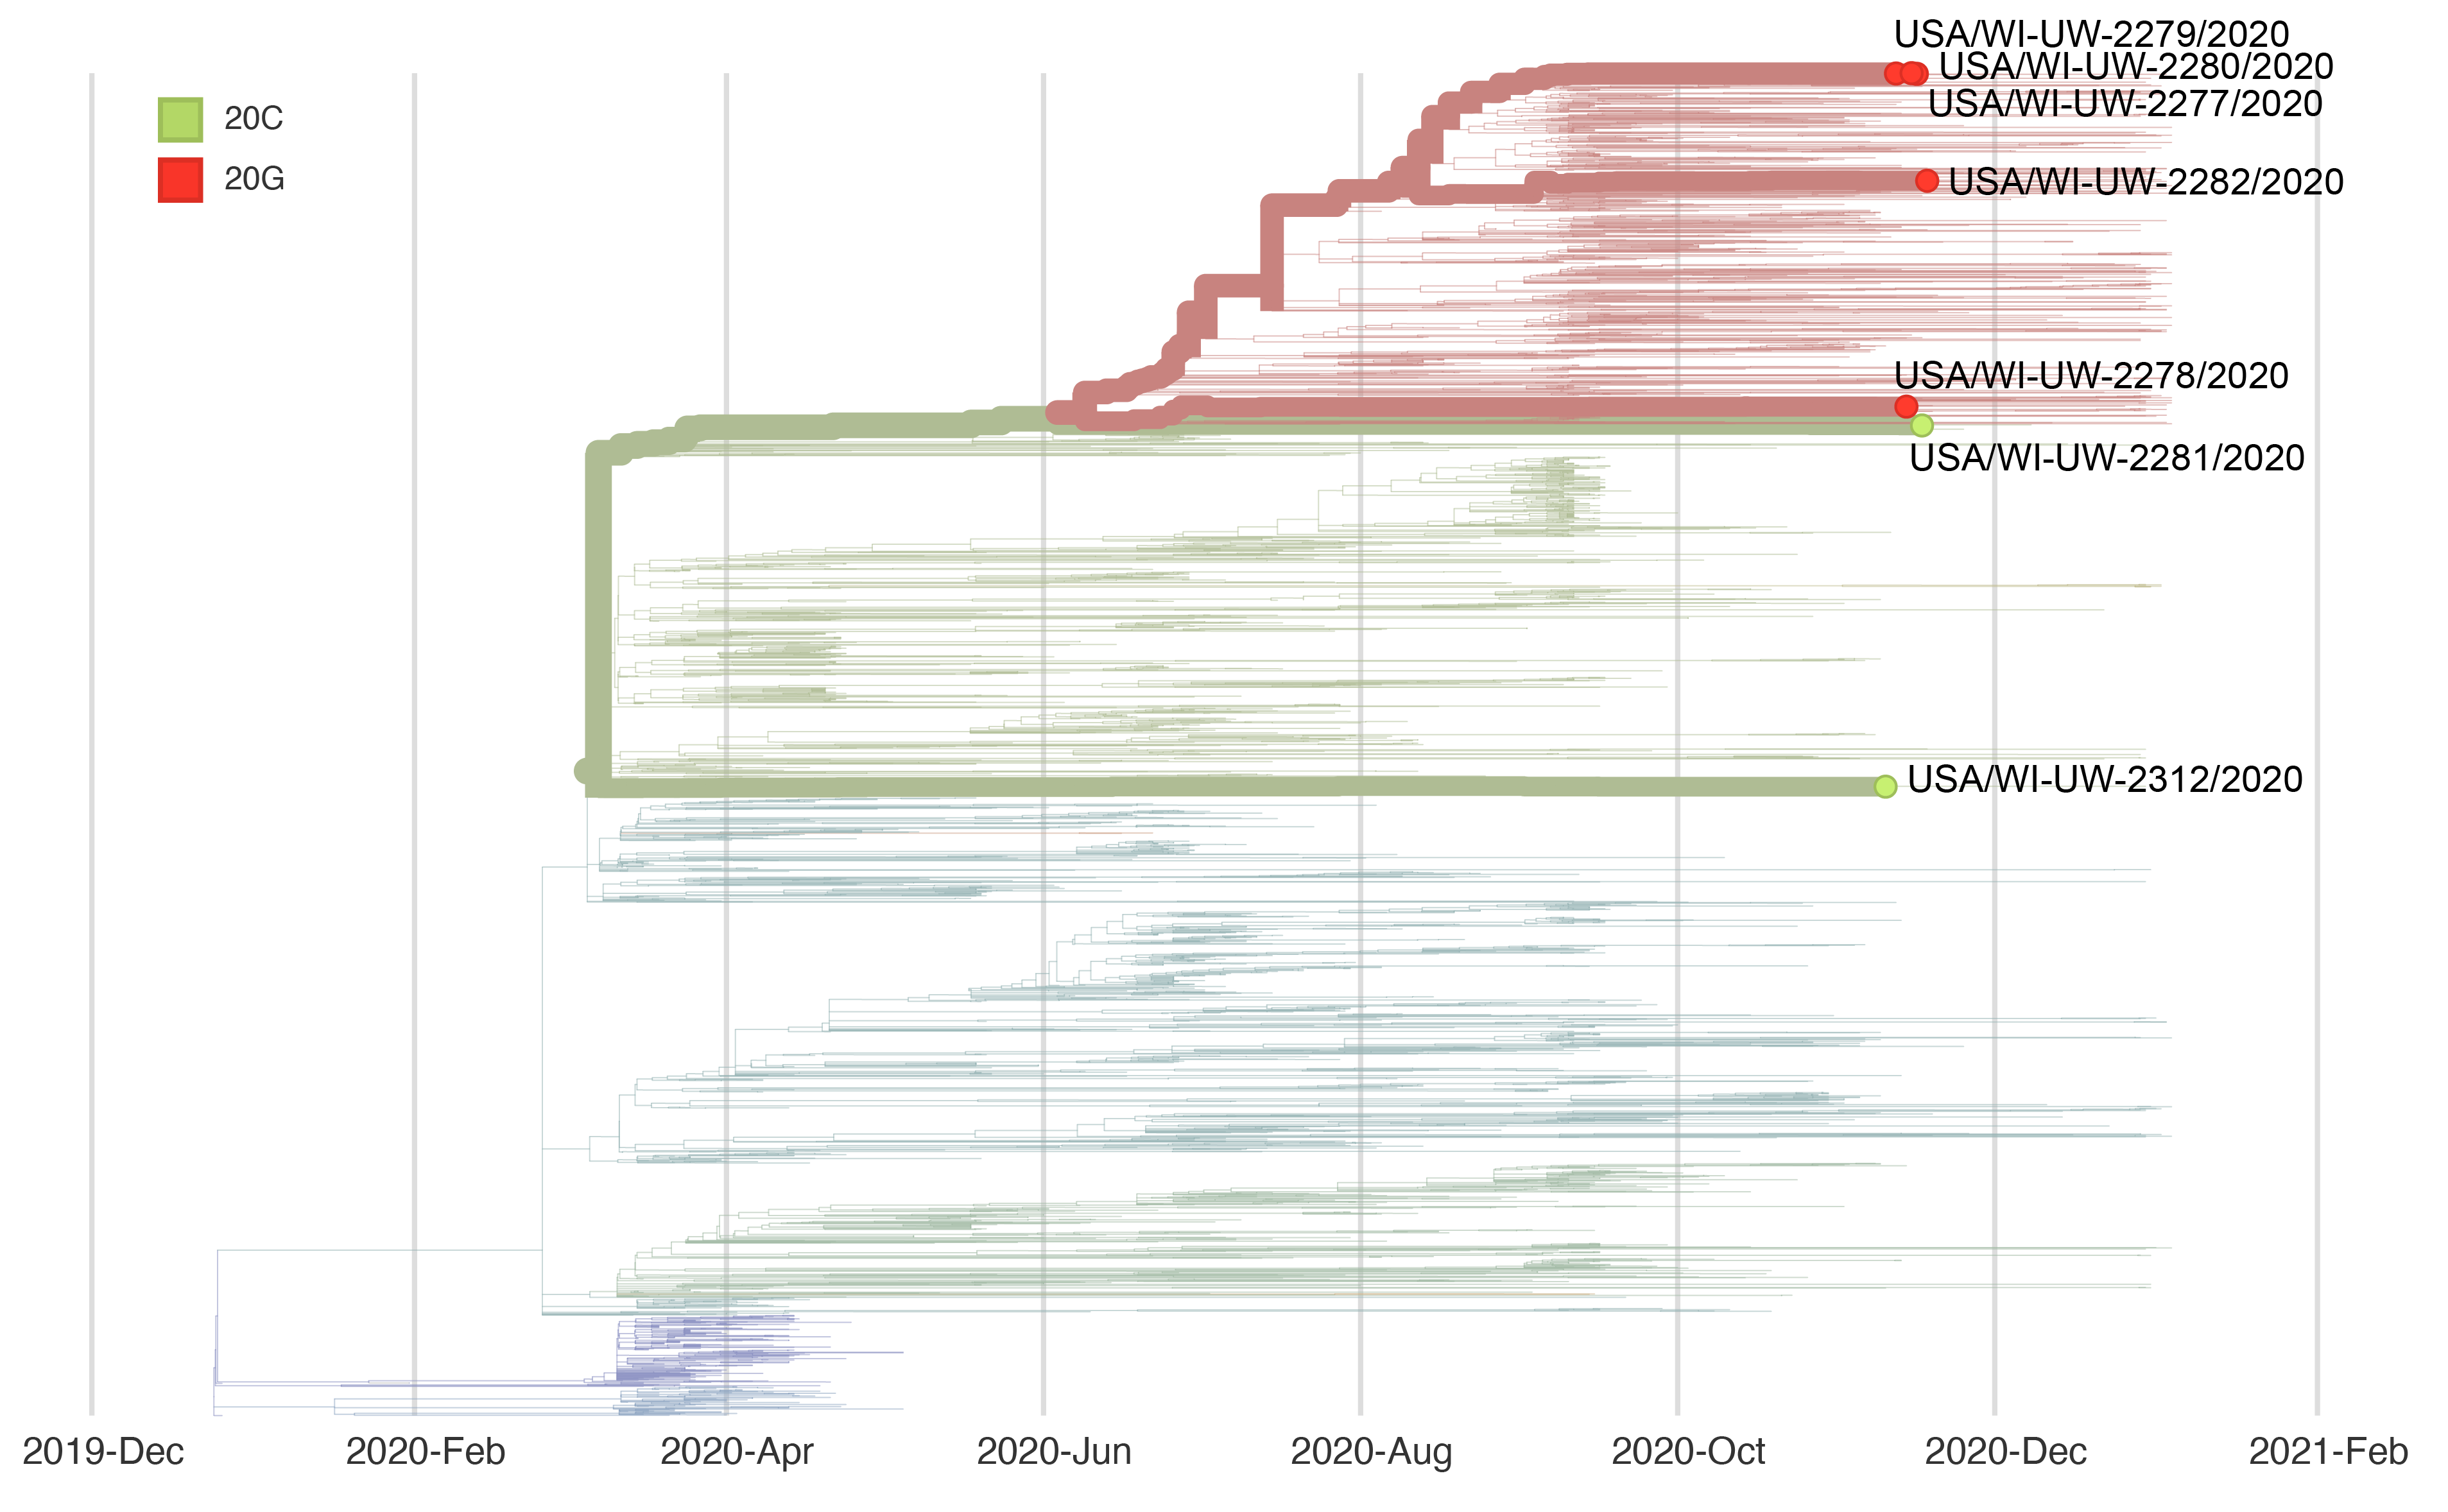 USA/WI-UW-2279/2020
USA/WI-UW-2280/2020
USA/WI-UW-2277/2020
20C
20G
USA/WI-UW-2282/2020
USA/WI-UW-2278/2020
USA/WI-UW-2281/2020
USA/WI-UW-2312/2020
2019-Dec
2020-Feb
2020-Apr
2020-Jun
2020-Aug
2020-Oct
2020-Dec
2021-Feb